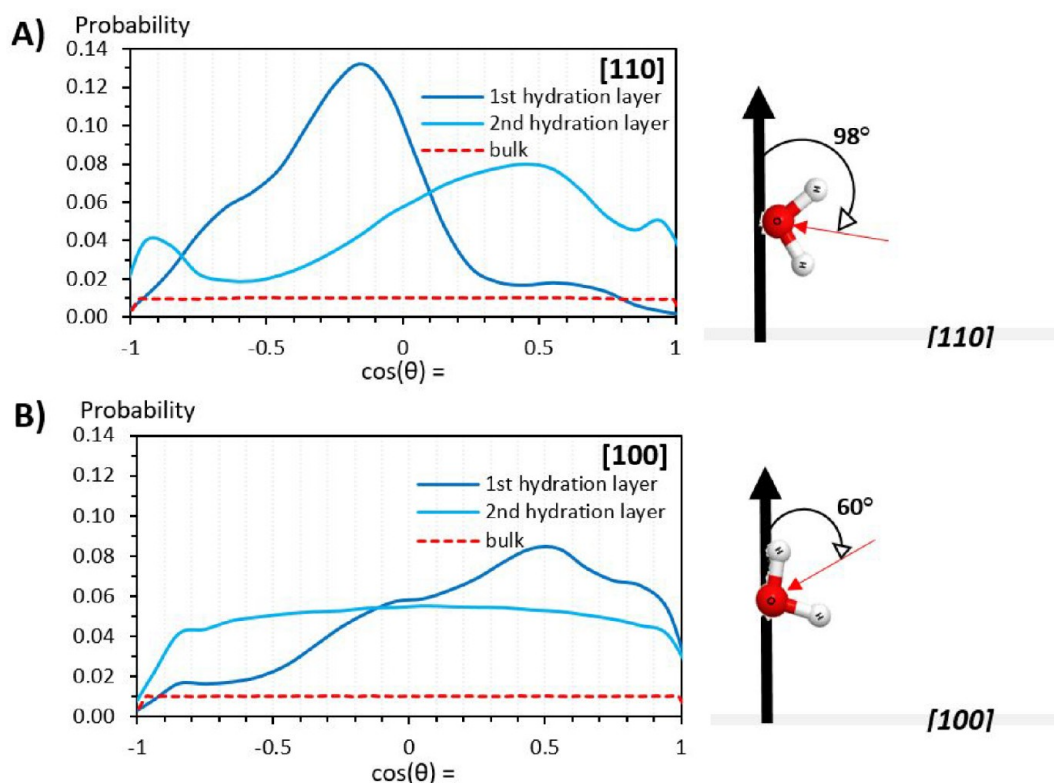 A)
Probability
0.14
0.12
0.10
0.08
0.06
0.04
0.02
0.00
-1
-0.5
0
0.5
1
cos(θ) =
[110]
1st hydration layer
2nd hydration layer
bulk
98°
H
O
H
[110]
B)
Probability
0.14
0.12
0.10
0.08
0.06
0.04
0.02
0.00
-1
-0.5
0
0.5
1
cos(θ) =
[100]
1st hydration layer
2nd hydration layer
bulk
60°
H
O
H
[100]